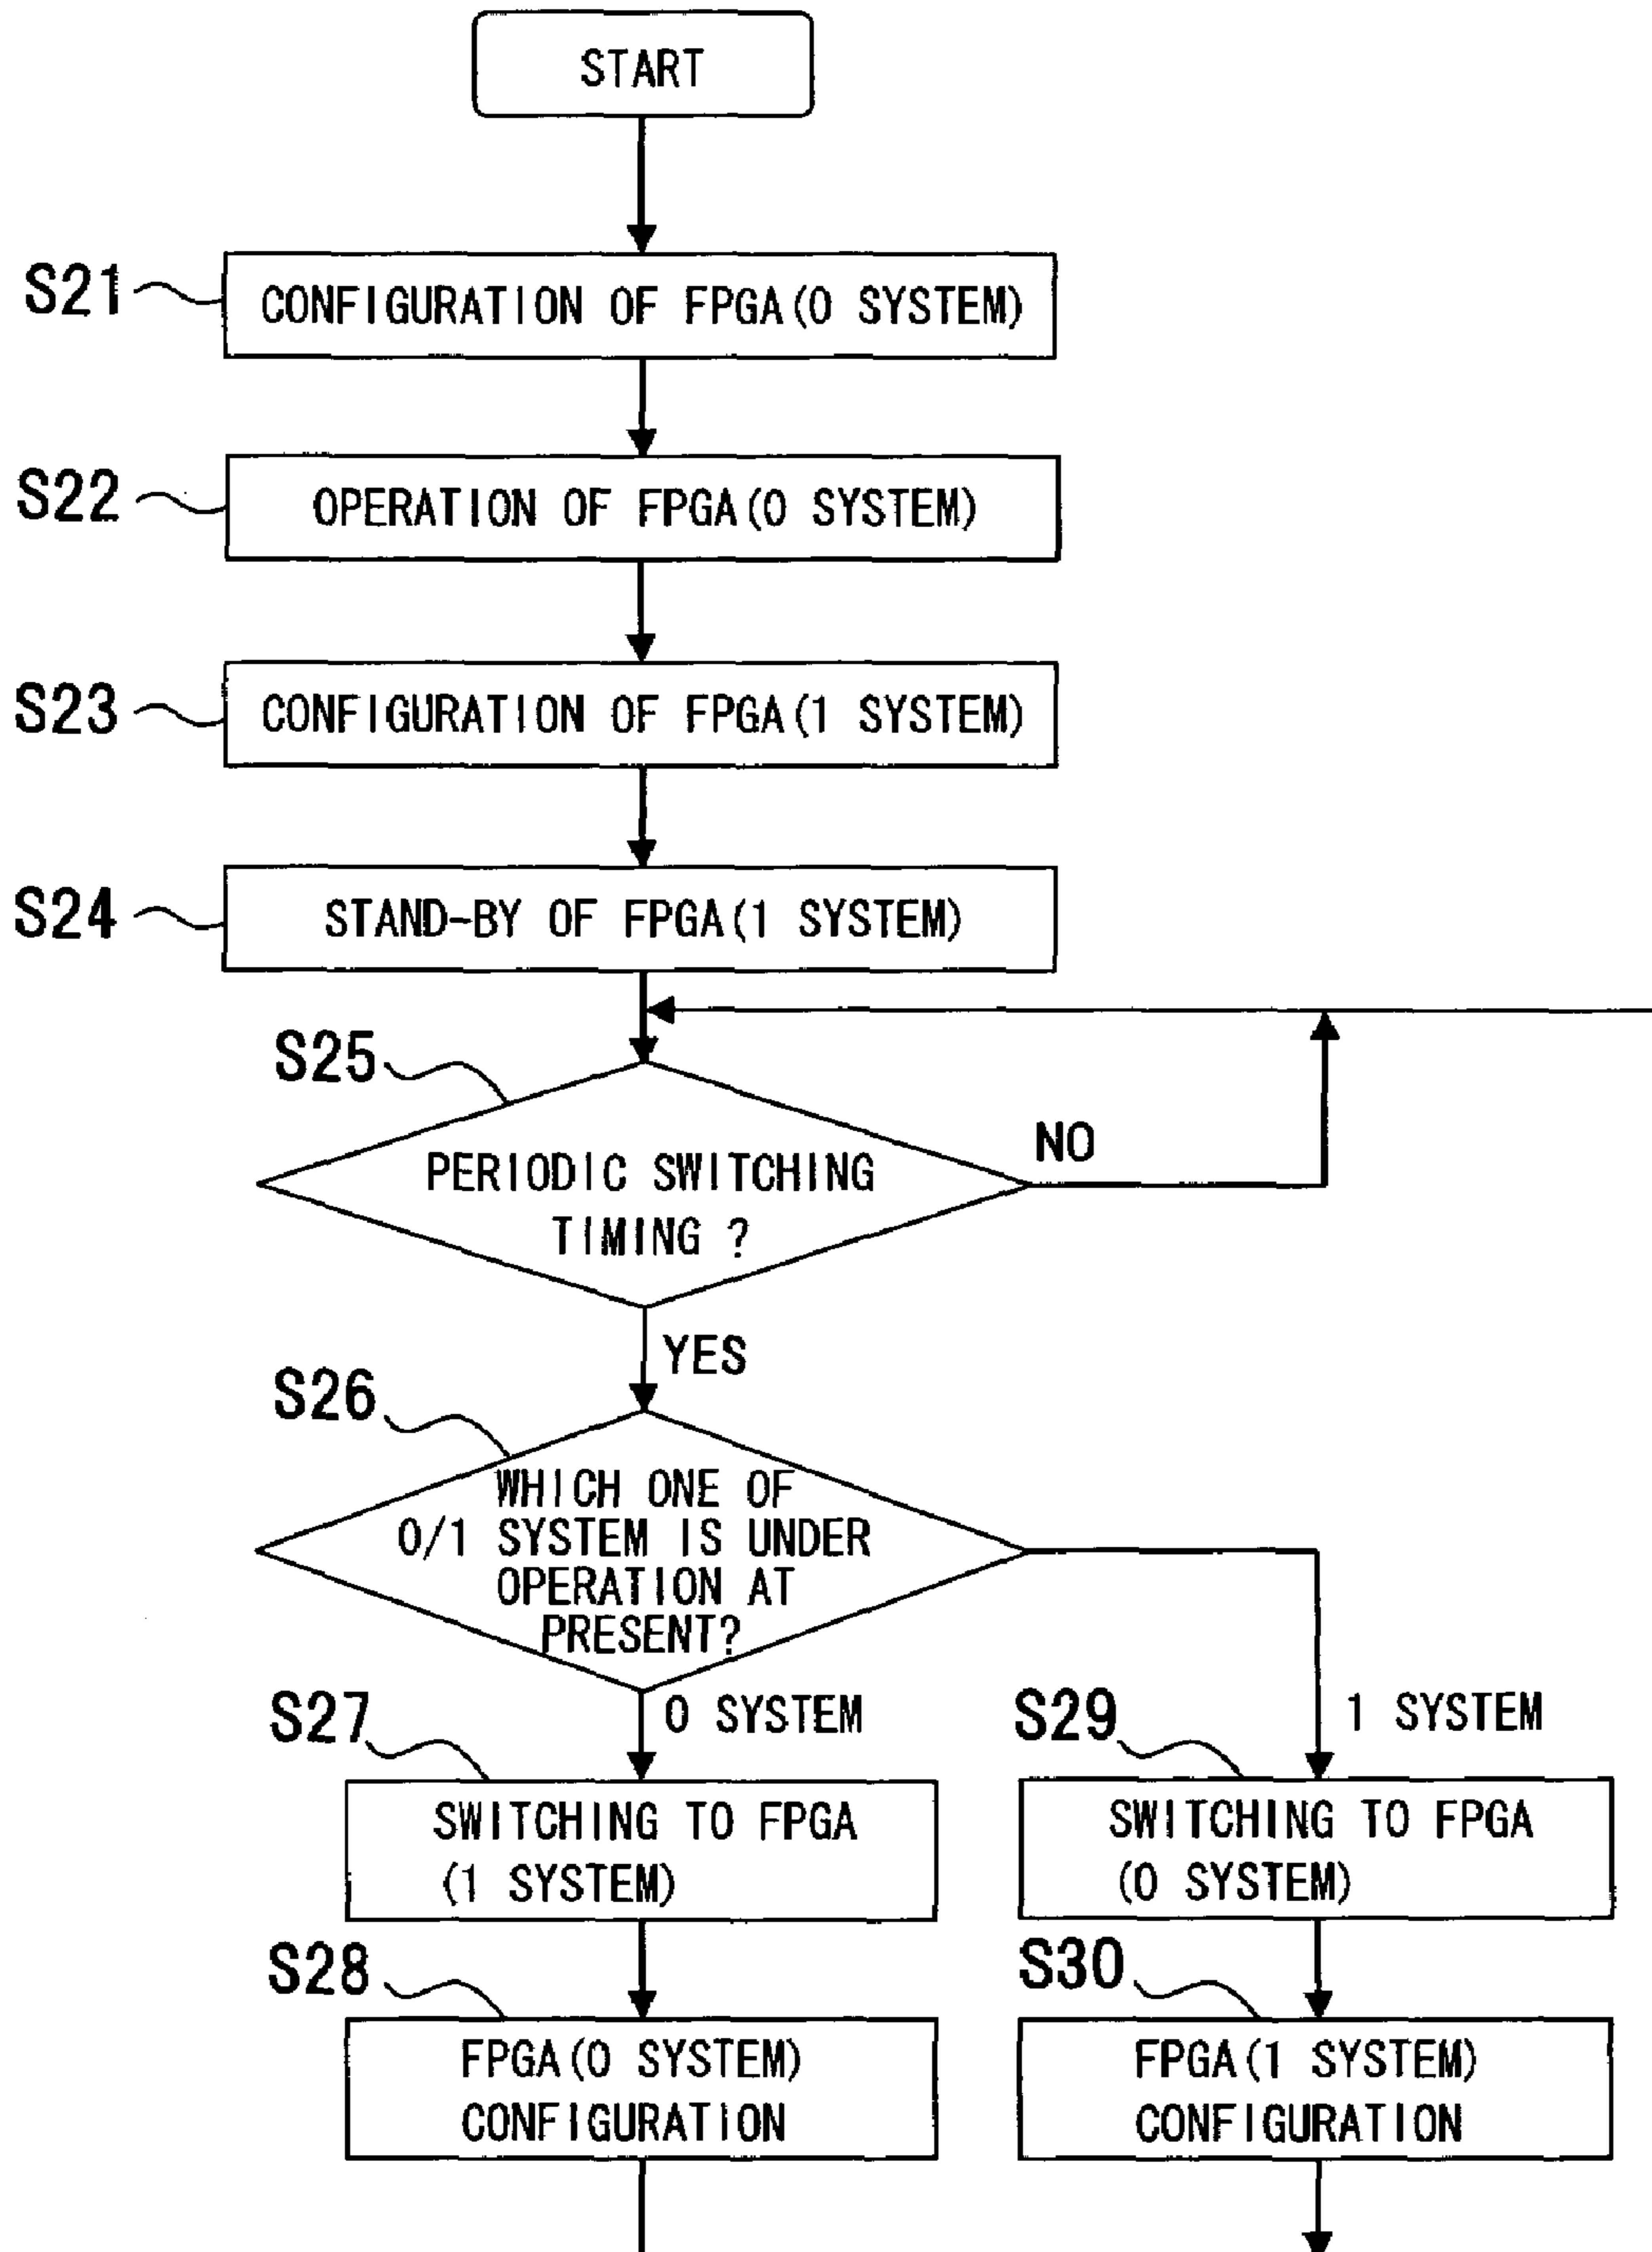 START
S21
CONFIGURATION OF FPGA(0 SYSTEM)
S22
OPERATION OF FPGA(0 SYSTEM)
S23
CONFIGURATION OF FPGA(1 SYSTEM)
S24
STAND-BY OF FPGA(1 SYSTEM)
S25
PERIODIC SWITCHING
TIMING ?
NO
YES
S26
WHICH ONE OF
0/1 SYSTEM IS UNDER
OPERATION AT
PRESENT?
S27
0 SYSTEM
S29
1 SYSTEM
SWITCHING TO FPGA
(1 SYSTEM)
SWITCHING TO FPGA
(0 SYSTEM)
S28
S30
FPGA(0 SYSTEM)
CONFIGURATION
FPGA(1 SYSTEM)
CONFIGURATION